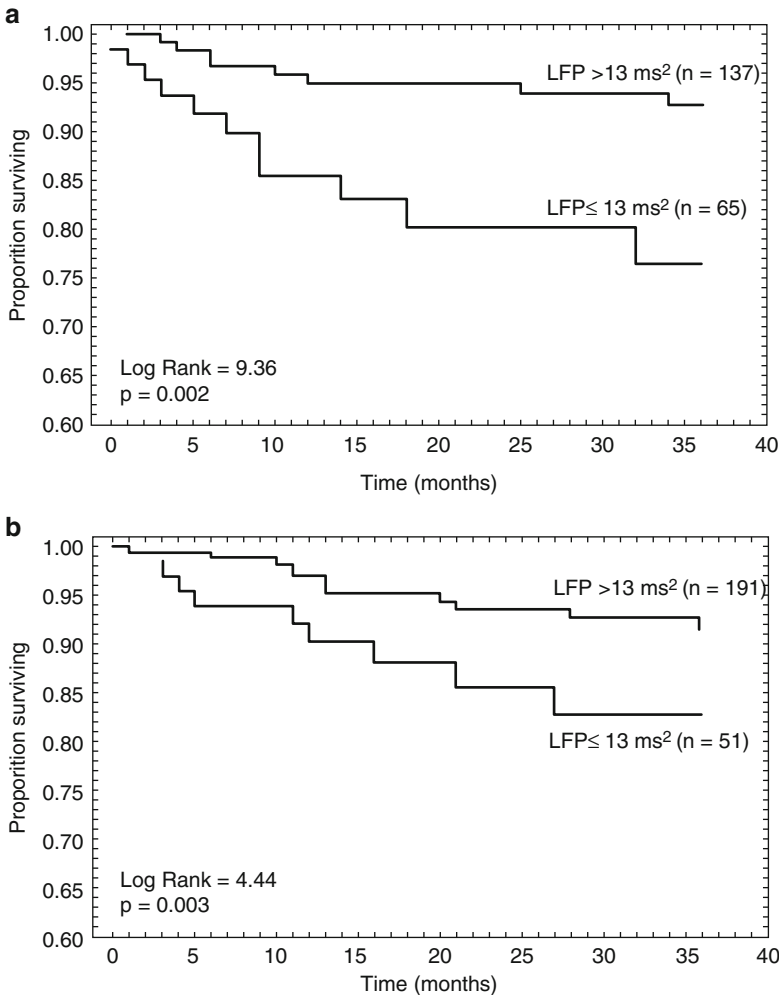 a
Proporition surviving
1.00
0.95
0.90
0.85
0.80
0.75
0.70
0.65
0.60
LFP >13 ms² (n = 137)
LFP≤ 13 ms² (n = 65)
Log Rank = 9.36
p = 0.002
0 5 10 15 20 25 30 35 40
Time (months)
b
Proporition surviving
1.00
0.95
0.90
0.85
0.80
0.75
0.70
0.65
0.60
LFP >13 ms² (n = 191)
LFP≤ 13 ms² (n = 51)
Log Rank = 4.44
p = 0.003
0 5 10 15 20 25 30 35 40
Time (months)